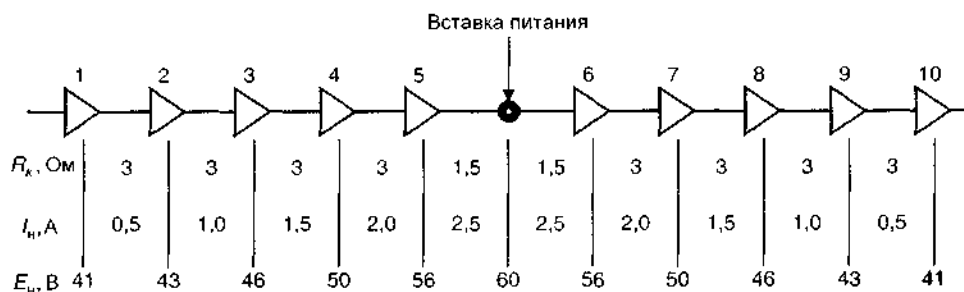 Вставка питания
1 2 3 4 5 6 7 8 9 10
Rк, Ом 3 3 3 3 1,5 1,5 3 3 3 3
Iн, А 0,5 1,0 1,5 2,0 2,5 2,5 2,0 1,5 1,0 0,5
Eн, В 41 43 46 50 56 60 56 50 46 43 41